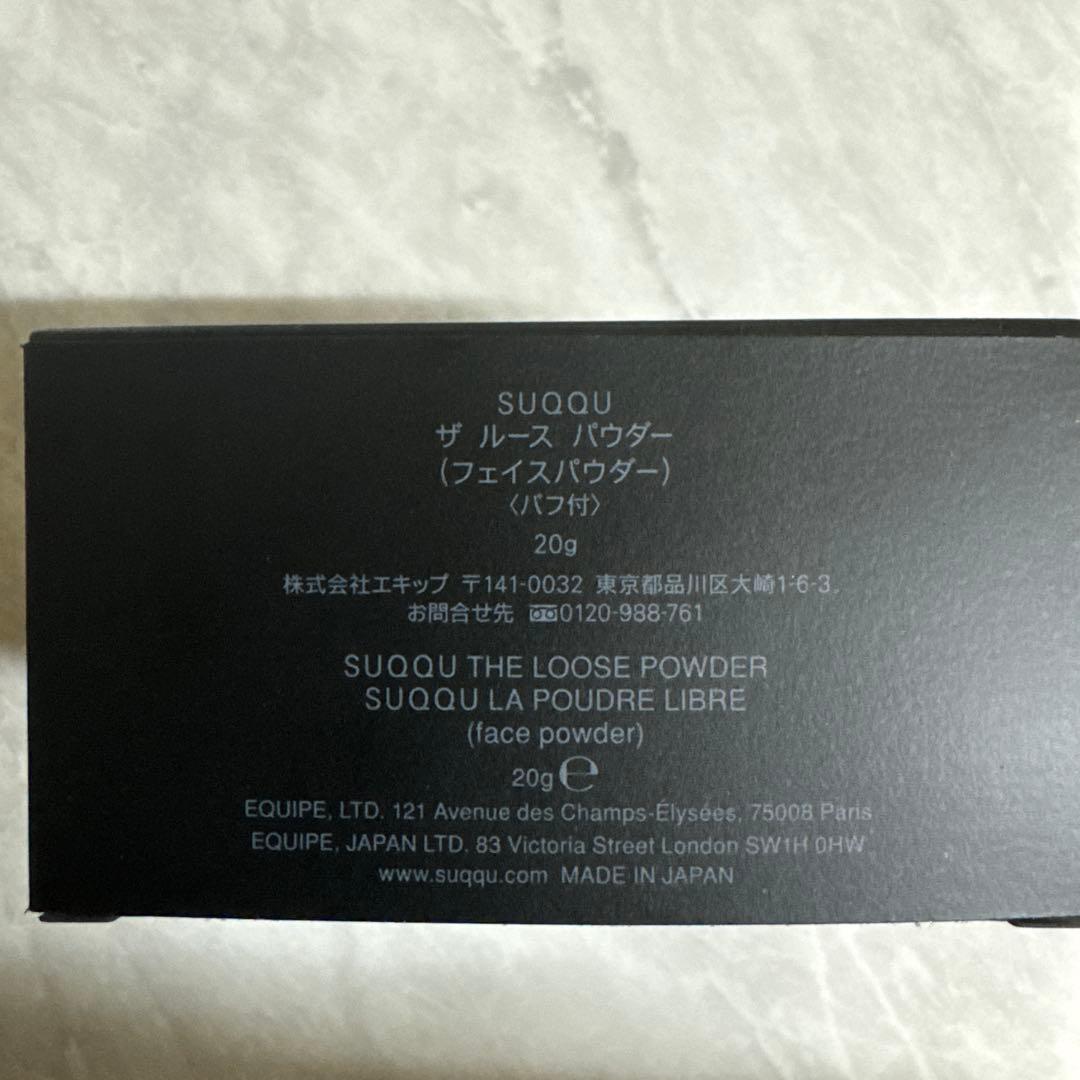 SUQQU
ザ ルース パウダー
(フェイスパウダー)
〈パフ付〉
20g
株式会社エキップ 〒141-0032 東京都品川区大崎1-6-3
お問合せ先 0120-988-761
SUQQU THE LOOSE POWDER
SUQQU LA POUDRE LIBRE
(face powder)
20g ℮
EQUIPE, LTD. 121 Avenue des Champs-Élysées, 75008 Paris
EQUIPE, JAPAN LTD. 83 Victoria Street London SW1H 0HW
www.suqqu.com MADE IN JAPAN